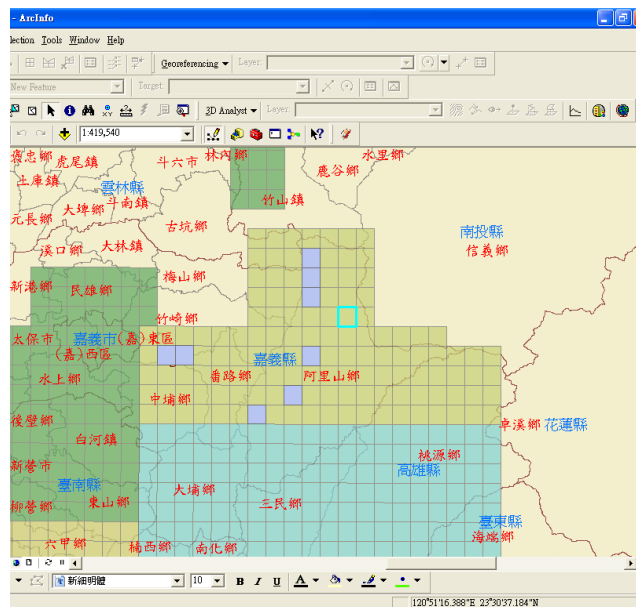 - ArcInfo
lection Tools Window Help
Georeferencing Layer:
New Feature Target:
3D Analyst Layer:
1:419,540
褒忠鄉 虎尾鎮 斗六市 林內鄉 水里鄉
鹿谷鄉
土庫鎮 雲林縣
竹山鎮
元長鄉 大埤鄉 斗南鎮
古坑鄉
南投縣
溪口鄉 大林鎮
信義鄉
新港鄉 民雄鄉 梅山鄉
竹崎鄉
太保市 嘉義市(嘉)東區
(嘉)西區 嘉義縣
水上鄉 番路鄉 阿里山鄉
中埔鄉
後壁鄉 卓溪鄉 花蓮縣
白河鎮
新營市 桃源鄉
高雄縣
臺南縣 大埔鄉
柳營鄉 東山鄉 三民鄉
臺東縣
六甲鄉 楠西鄉 南化鄉 海端鄉
新細明體 10 B I U A
120°51'16.388"E 23°30'37.184"N